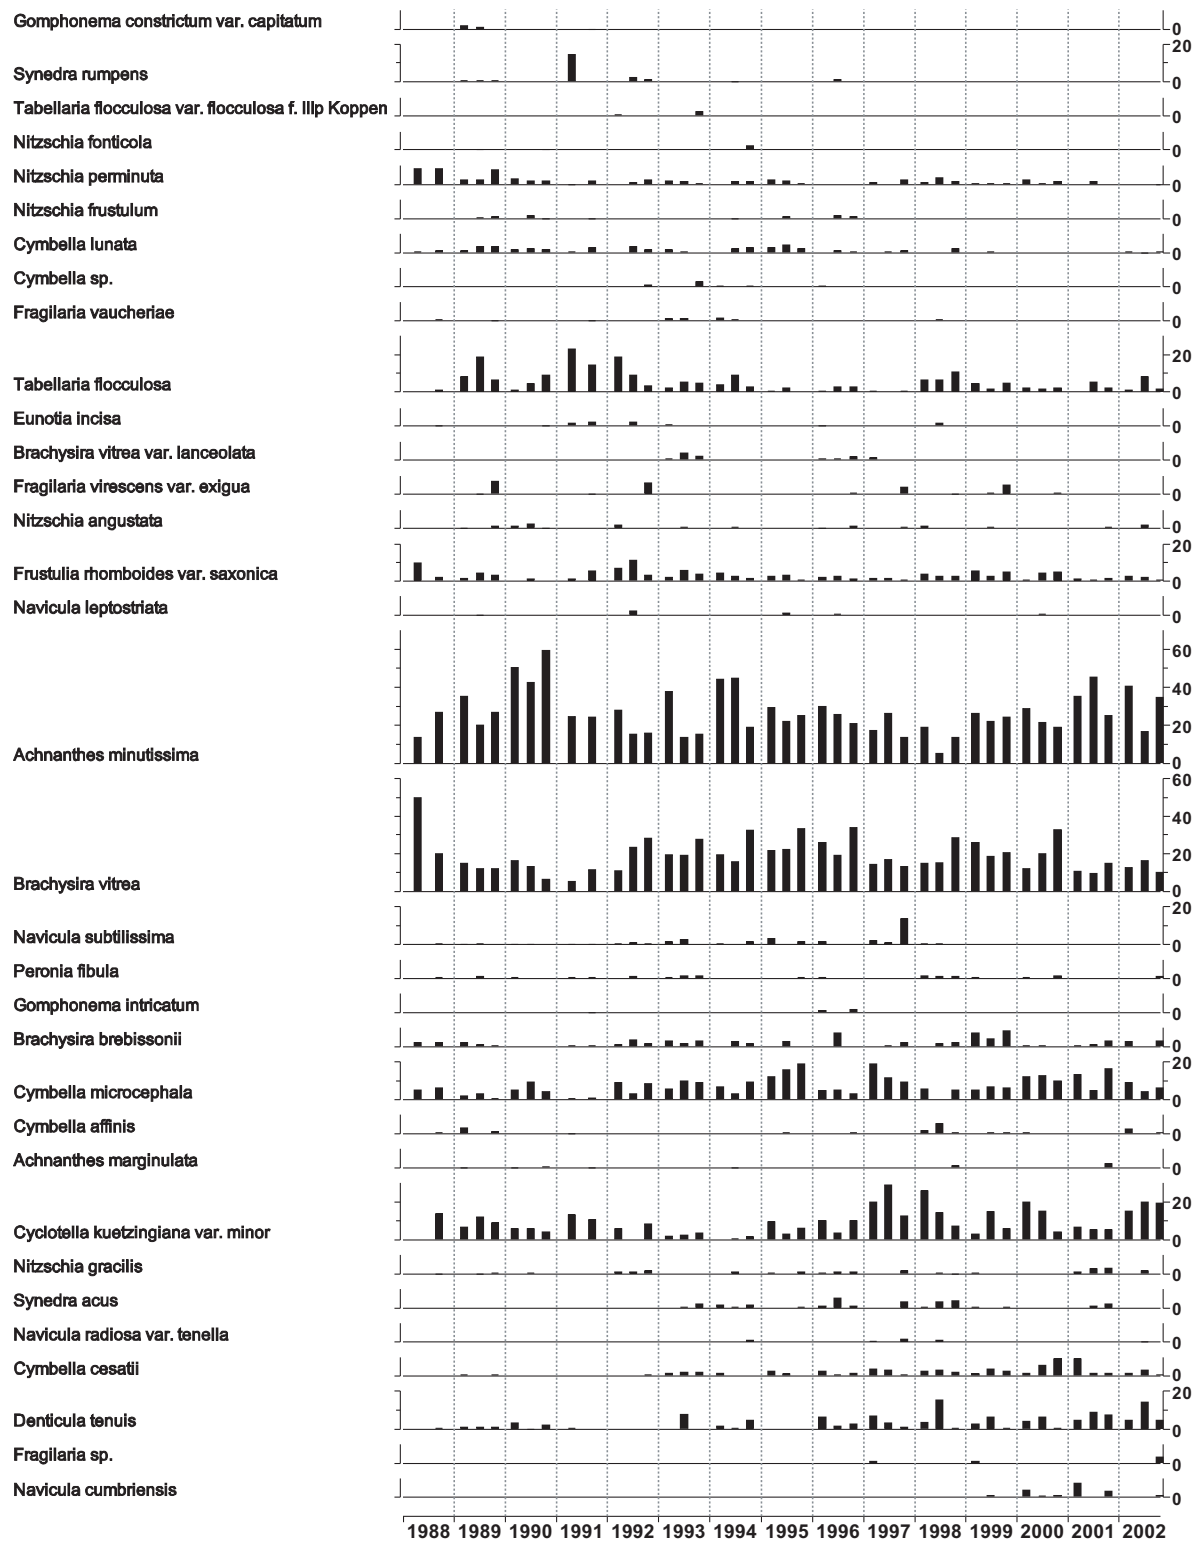 Gomphonema constrictum var. capitatum 0
20
Synedra rumpens 0
Tabellaria flocculosa var. flocculosa f. IIIp Koppen 0
Nitzschia fonticola 0
Nitzschia perminuta 0
Nitzschia frustulum 0
Cymbella lunata 0
Cymbella sp. 0
Fragilaria vaucheriae 0
20
Tabellaria flocculosa 0
Eunotia incisa 0
Brachysira vitrea var. lanceolata 0
Fragilaria virescens var. exigua 0
Nitzschia angustata 0
20
Frustulia rhomboides var. saxonica 0
Navicula leptostriata 0
60
40
20
Achnanthes minutissima 0
60
40
20
Brachysira vitrea 0
20
Navicula subtilissima 0
Peronia fibula 0
Gomphonema intricatum 0
Brachysira brebissonii 0
20
Cymbella microcephala 0
Cymbella affinis 0
Achnanthes marginulata 0
20
Cyclotella kuetzingiana var. minor 0
Nitzschia gracilis 0
Synedra acus 0
Navicula radiosa var. tenella 0
Cymbella cesatii 0
20
Denticula tenuis 0
Fragilaria sp. 0
Navicula cumbriensis 0
1988 1989 1990 1991 1992 1993 1994 1995 1996 1997 1998 1999 2000 2001 2002